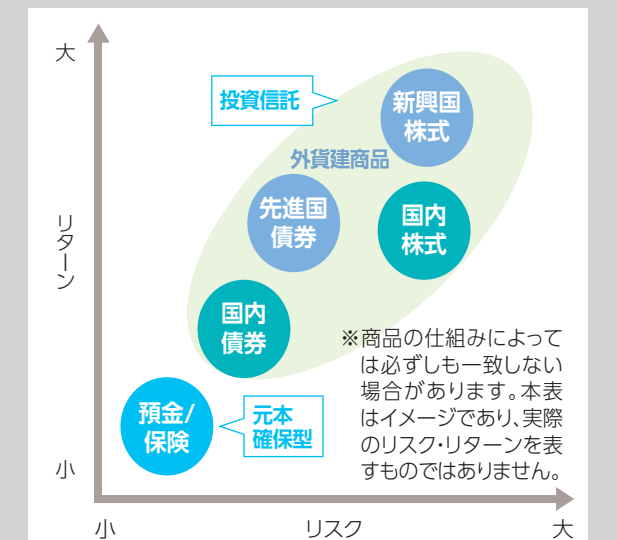 大
投資信託
新興国
株式
外貨建商品
先進国
債券
国内
株式
リターン
国内
債券
※商品の仕組みによって
は必ずしも一致しない
場合があります。本表
はイメージであり、実際
のリスク・リターンを表
すものではありません。
預金/
保険
元本
確保型
小
小
リスク
大